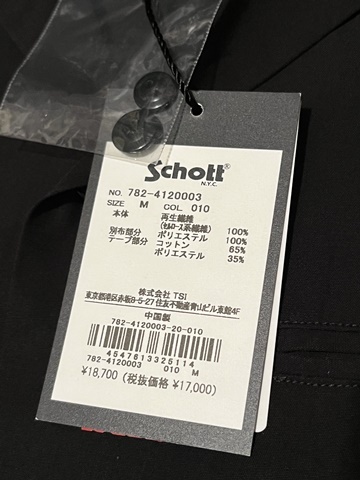 Schott®
N.Y.C.
NO. 782-4120003
SIZE M COL 010
本体 再生繊維
(セルロース系繊維) 100%
別布部分 ポリエステル 100%
テープ部分 コットン 65%
ポリエステル 35%
株式会社 TSI
東京都港区赤坂8-5-27住友不動産青山ビル東館4F
中国製
782-4120003-20-010
4547613325114
782-4120003 010 M
¥18,700 (税抜価格 ¥17,000)